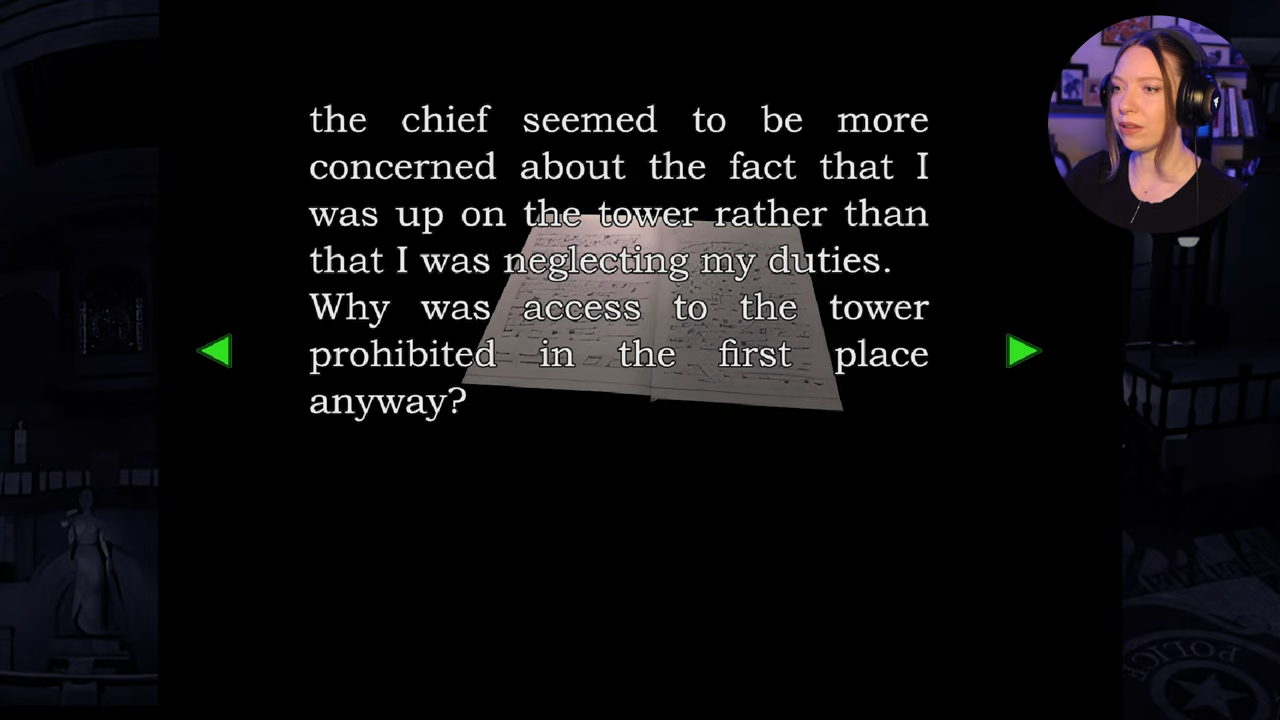 the chief seemed to be more
concerned about the fact that I
was up on the tower rather than
that I was neglecting my duties.
Why was access to the tower
prohibited in the first place
anyway?
POLICE